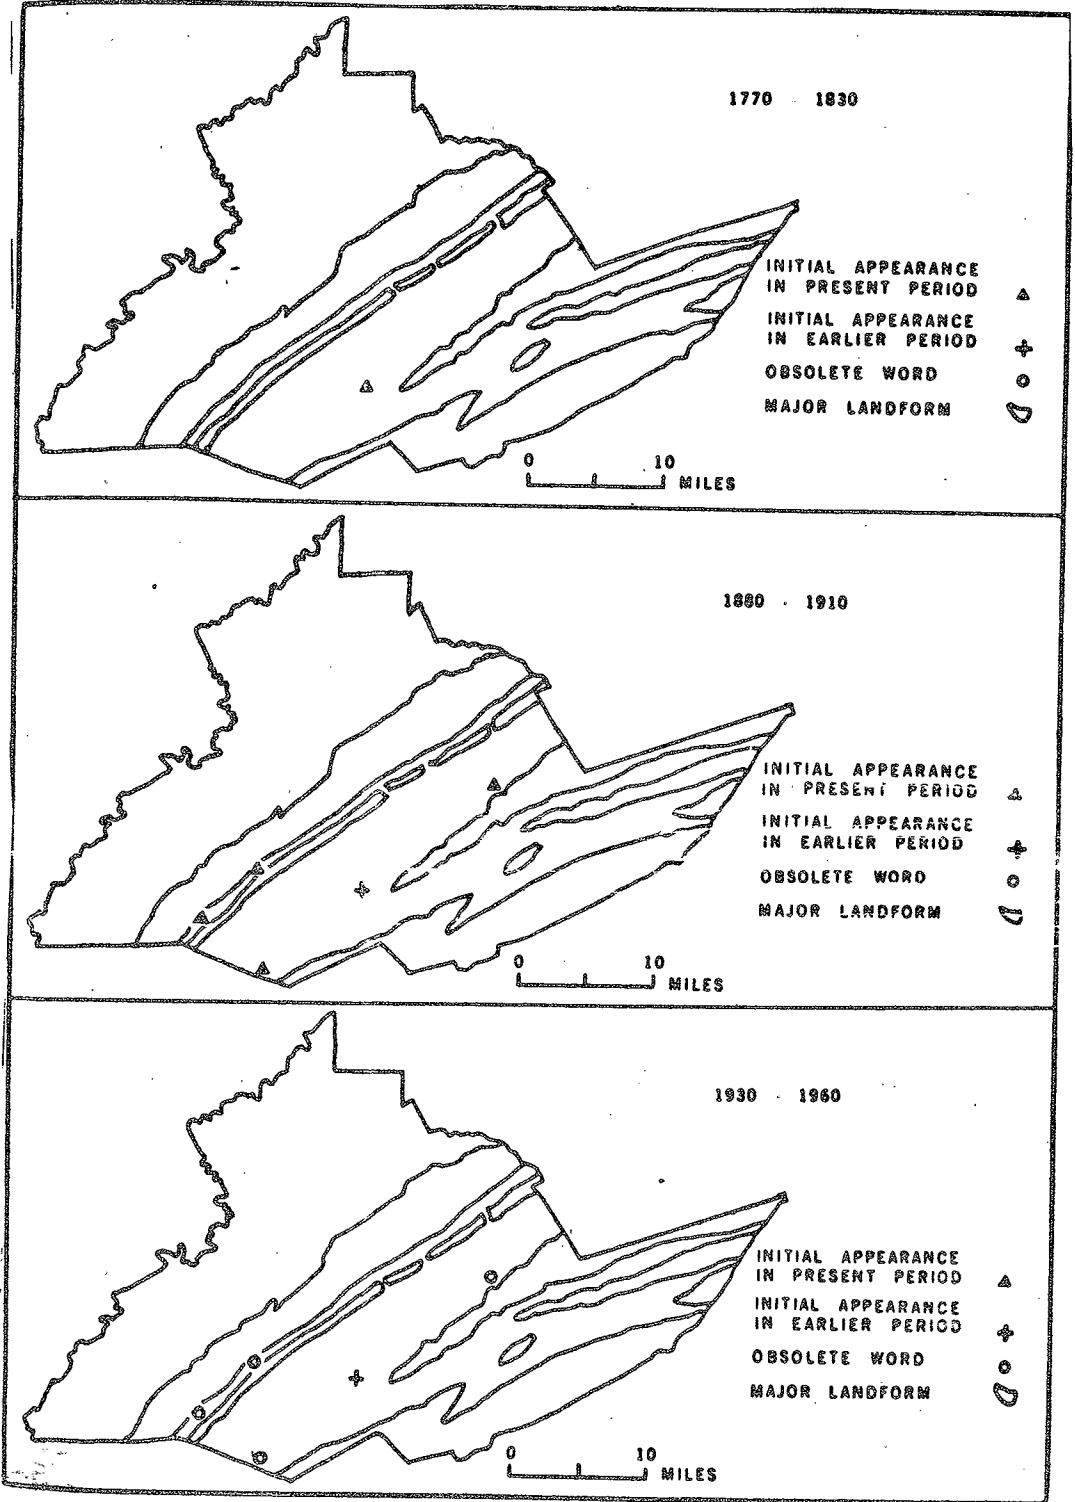 1770 - 1830
INITIAL APPEARANCE
IN PRESENT PERIOD
INITIAL APPEARANCE
IN EARLIER PERIOD
OBSOLETE WORD
MAJOR LANDFORM
0 10
MILES
1880 - 1910
INITIAL APPEARANCE
IN PRESENT PERIOD
INITIAL APPEARANCE
IN EARLIER PERIOD
OBSOLETE WORD
MAJOR LANDFORM
0 10
MILES
1930 - 1960
INITIAL APPEARANCE
IN PRESENT PERIOD
INITIAL APPEARANCE
IN EARLIER PERIOD
OBSOLETE WORD
MAJOR LANDFORM
0 10
MILES